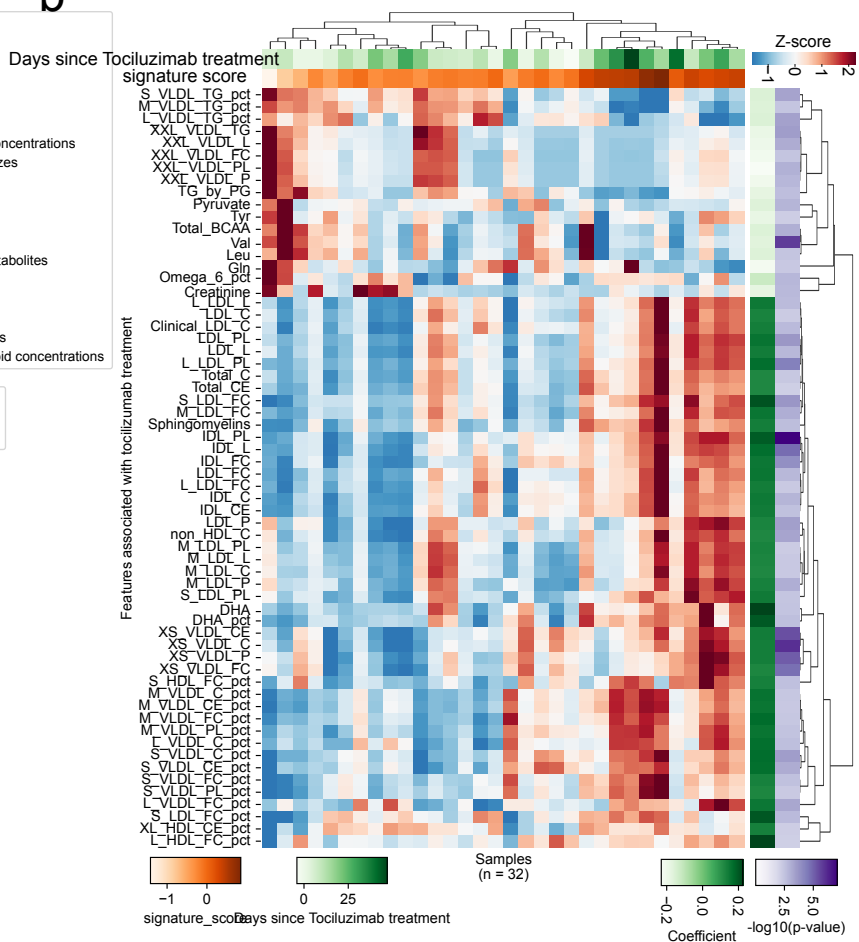 b
oncentrations
zes
abolites
s
oid concentrations
Days since Tociluzimab treatment
signature score
Z-score
−1 0 1 2
Features associated with tocilizumab treatment
S_VLDL_TG_pct
M_VLDL_TG_pct
L_VLDL_TG_pct
XXL_VLDL_TG
XXL_VLDL_L
XXL_VLDL_FC
XXL_VLDL_PL
XXL_VLDL_P
TG_by_PG
Pyruvate
Tyr
Total_BCAA
Val
Leu
Gln
Omega_6_pct
Creatinine
L_LDL_L
LDL_C
Clinical_LDL_C
LDL_PL
LDL_L
L_LDL_PL
Total_C
Total_CE
S_LDL_FC
M_LDL_FC
Sphingomyelins
IDL_PL
IDL_L
IDL_FC
LDL_FC
L_LDL_FC
IDL_C
IDL_CE
LDL_P
non_HDL_C
M_LDL_PL
M_LDL_L
M_LDL_C
M_LDL_P
S_LDL_PL
DHA
DHA_pct
XS_VLDL_CE
XS_VLDL_C
XS_VLDL_P
XS_VLDL_FC
S_HDL_FC_pct
M_VLDL_C_pct
M_VLDL_CE_pct
M_VLDL_FC_pct
M_VLDL_PL_pct
L_VLDL_C_pct
S_VLDL_C_pct
S_VLDL_CE_pct
S_VLDL_FC_pct
S_VLDL_PL_pct
L_VLDL_FC_pct
S_LDL_FC_pct
XL_HDL_CE_pct
L_HDL_FC_pct
Samples
(n = 32)
−1 0
signature_score
0 25
Days since Tociluzimab treatment
−0.2 0.0 0.2
Coefficient
2.5 5.0
-log10(p-value)